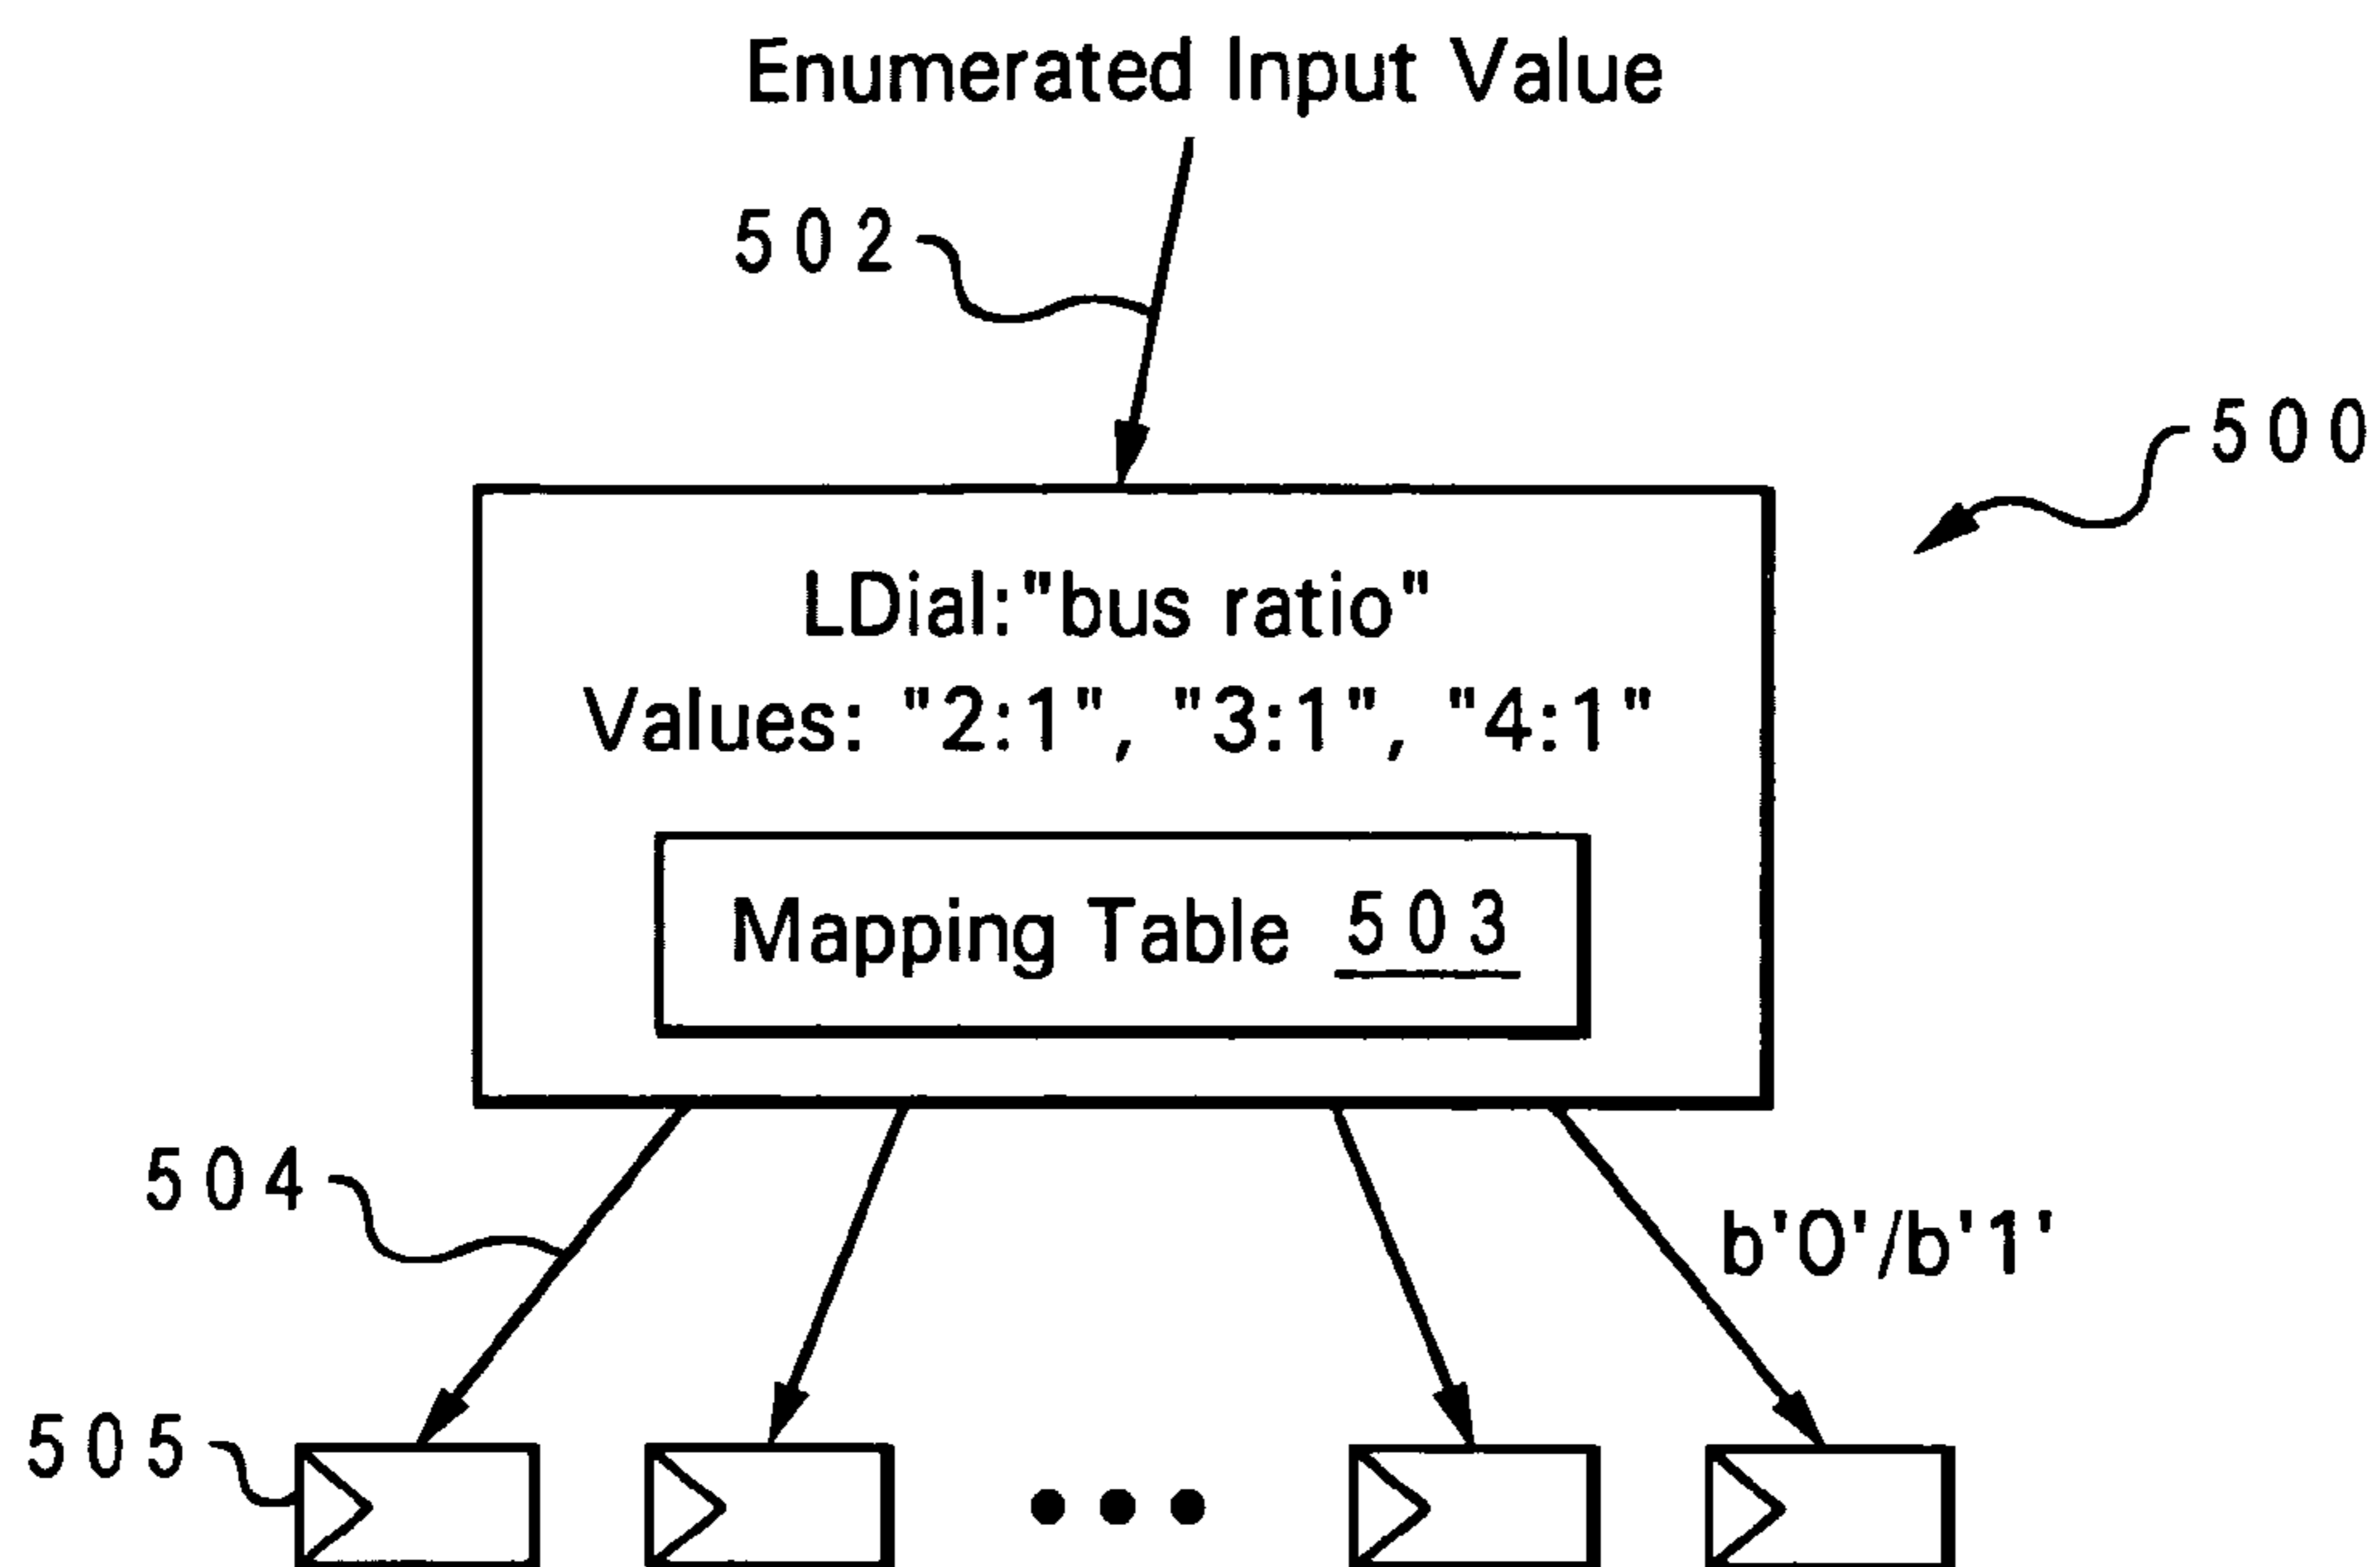 Enumerated Input Value
502
500
LDial:"bus ratio"
Values: "2:1", "3:1", "4:1"
Mapping Table 503
504
b'0'/b'1'
505